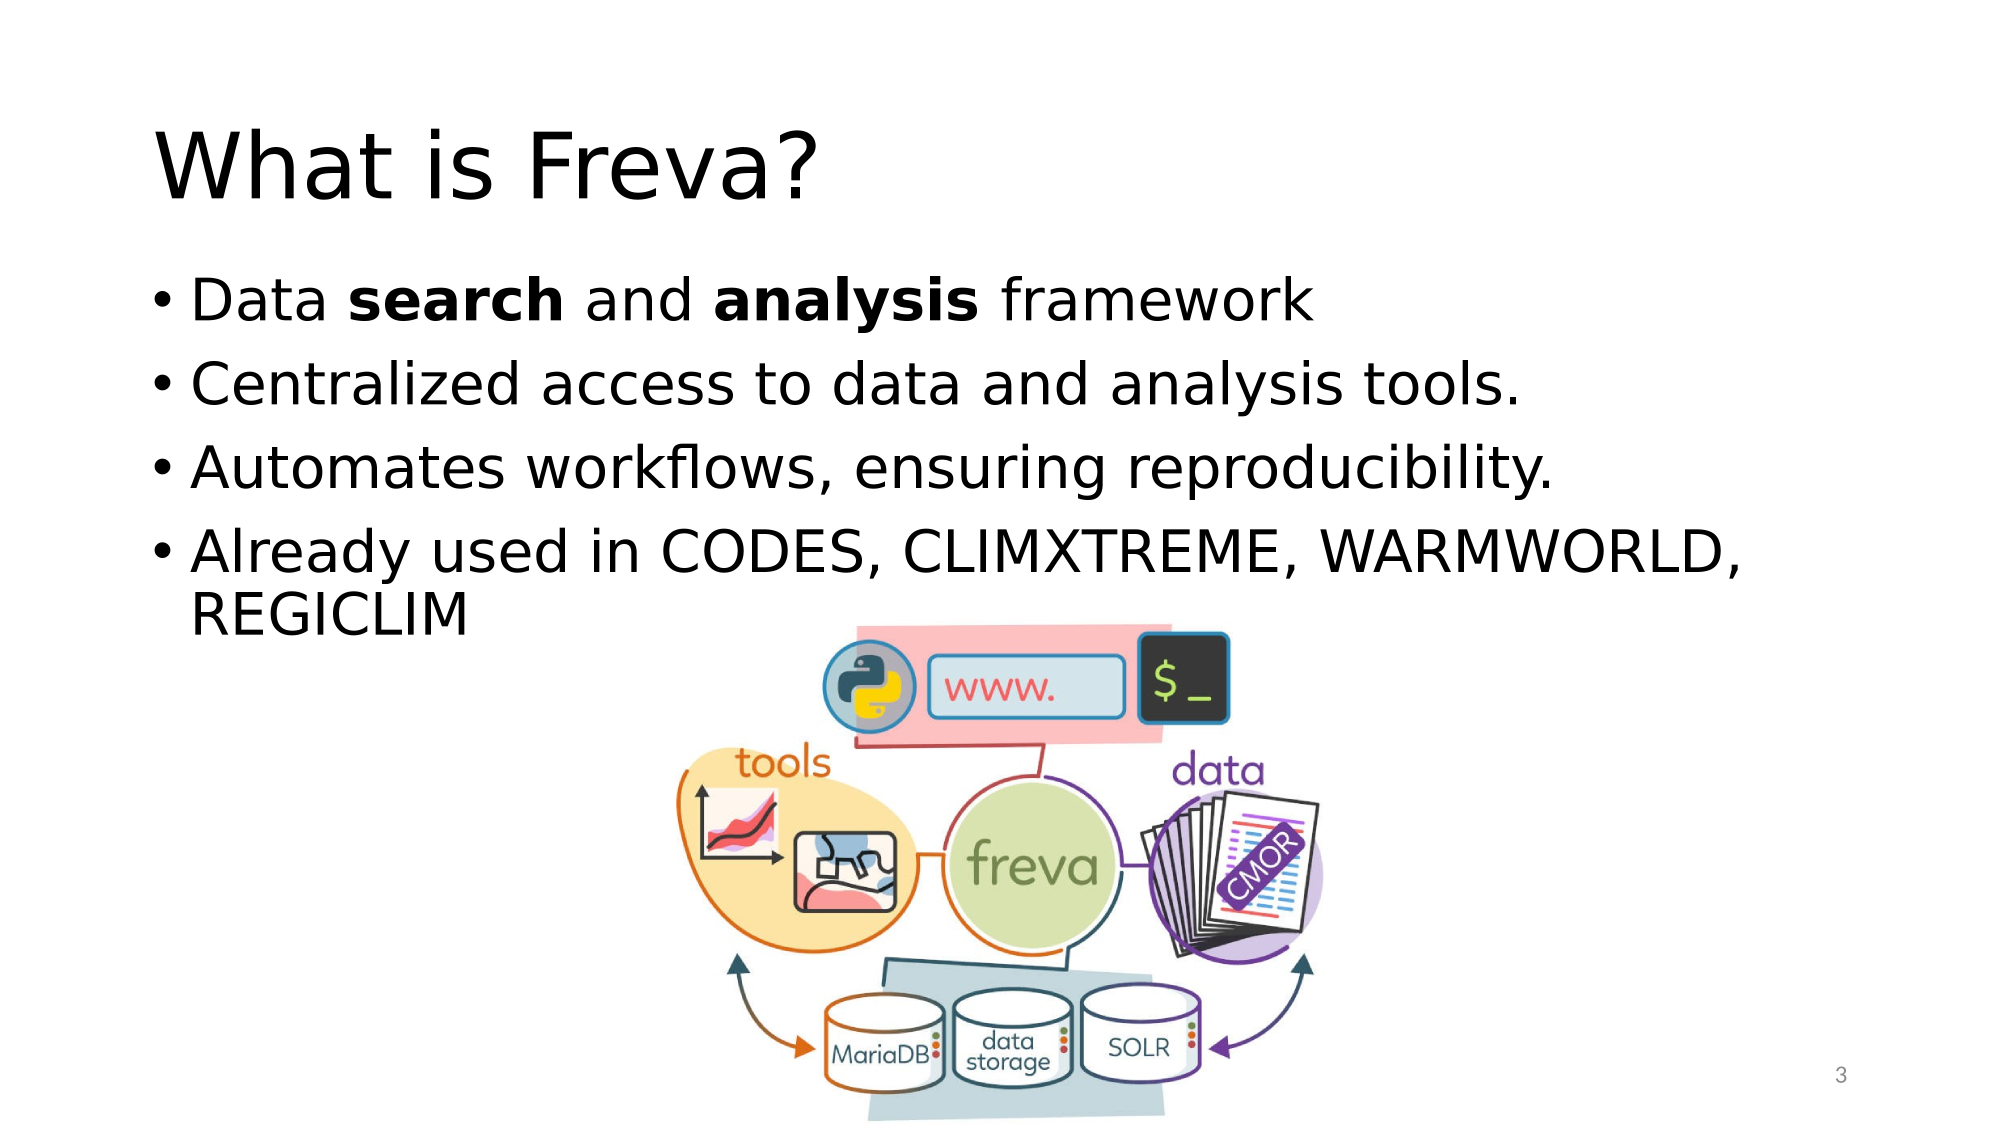 What is Freva?
• Data search and analysis framework
• Centralized access to data and analysis tools.
• Automates workflows, ensuring reproducibility.
• Already used in CODES, CLIMXTREME, WARMWORLD,
REGICLIM
www.
$_
tools
data
freva
CMOR
MariaDB
data
storage
SOLR
3